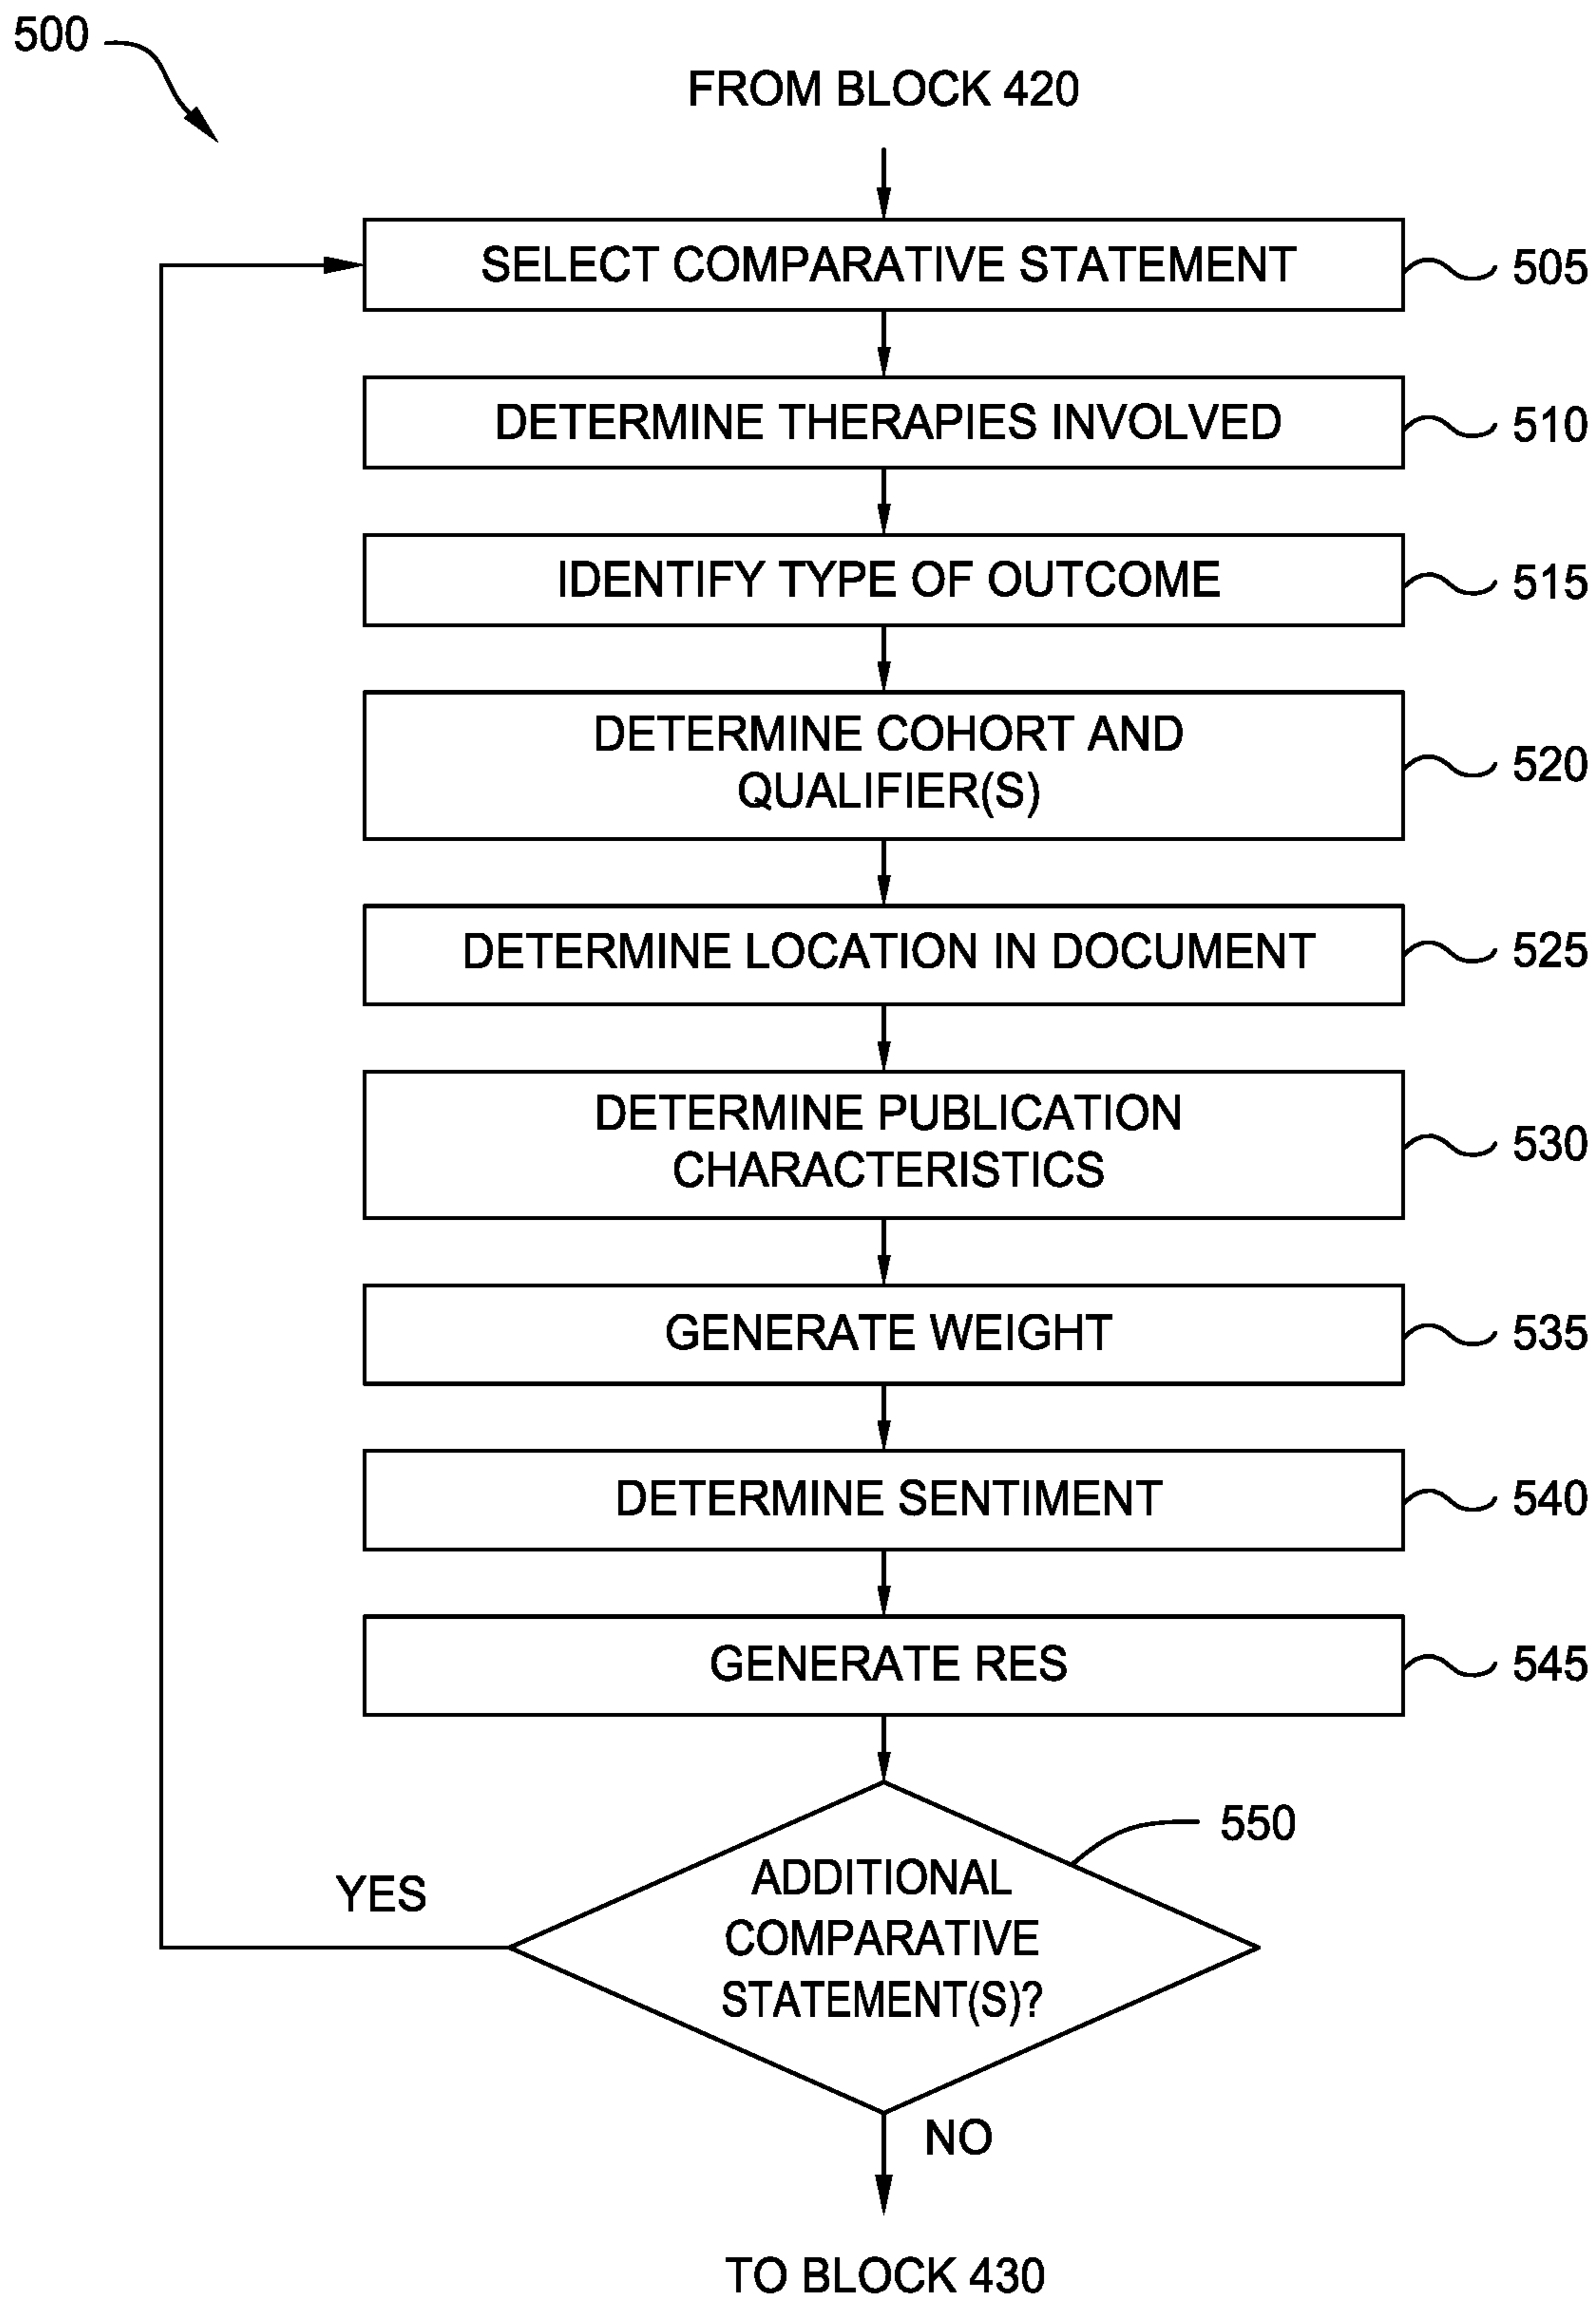 500
FROM BLOCK 420
SELECT COMPARATIVE STATEMENT
505
DETERMINE THERAPIES INVOLVED
510
IDENTIFY TYPE OF OUTCOME
515
DETERMINE COHORT AND
QUALIFIER(S)
520
DETERMINE LOCATION IN DOCUMENT
525
DETERMINE PUBLICATION
CHARACTERISTICS
530
GENERATE WEIGHT
535
DETERMINE SENTIMENT
540
GENERATE RES
545
550
ADDITIONAL
COMPARATIVE
STATEMENT(S)?
YES
NO
TO BLOCK 430